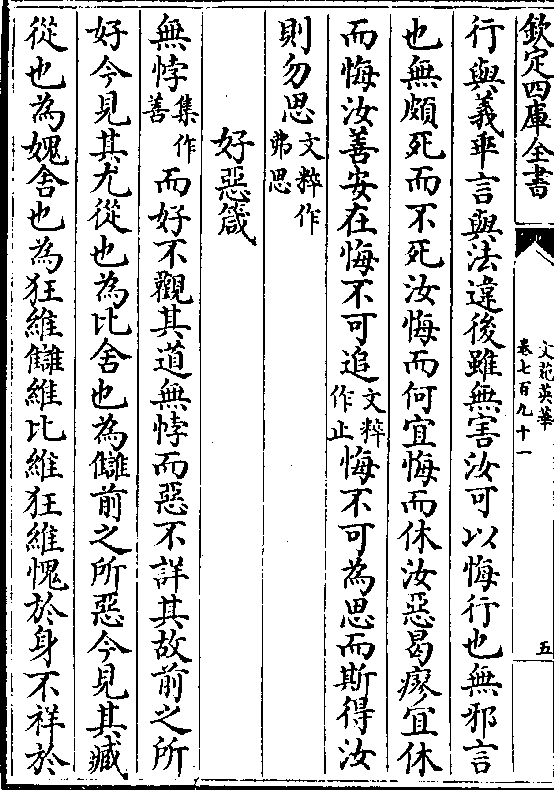 欽定四庫全書
文苑英華
卷七百九十一
五
行與義乖言與法違後雖無害汝可以悔行也無邪言
也無頗死而不死汝悔而何宜悔而休汝惡曷瘳宜休
而悔汝善安在悔不可追文粹作止悔不可為思而斯得汝
則勿思文粹作弗思
好惡箴
無悖集作善而好不觀其道無悖而惡不詳其故前之所
好今見其尤從也為比舍也為讎前之所惡今見其臧
從也為媿舍也為狂維讎維比維狂維愧於身不祥於